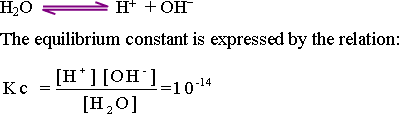 H₂O ⇌ H⁺ + OH⁻
The equilibrium constant is expressed by the relation:
Kc = [H⁺] [OH⁻] / [H₂O] = 10⁻¹⁴